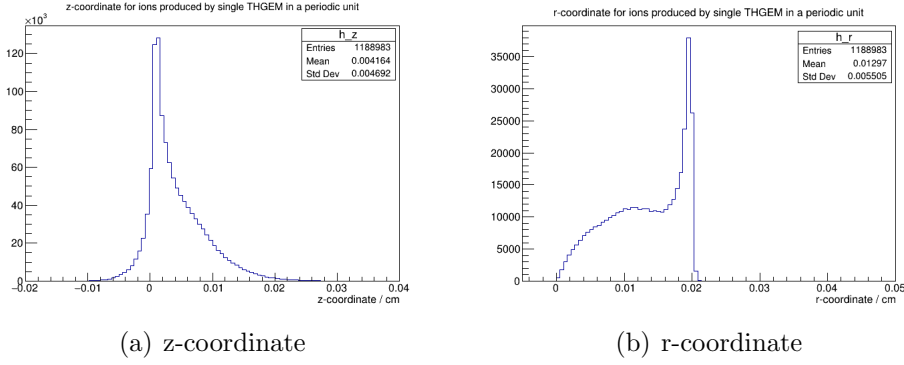 z-coordinate for ions produced by single THGEM in a periodic unit
×10³
h_z
Entries 1188983
Mean 0.004164
Std Dev 0.004692
120
100
80
60
40
20
0
−0.02 −0.01 0 0.01 0.02 0.03 0.04
z-coordinate / cm
(a) z-coordinate
r-coordinate for ions produced by single THGEM in a periodic unit
h_r
Entries 1188983
Mean 0.01297
Std Dev 0.005505
35000
30000
25000
20000
15000
10000
5000
0
0 0.01 0.02 0.03 0.04 0.05
r-coordinate / cm
(b) r-coordinate